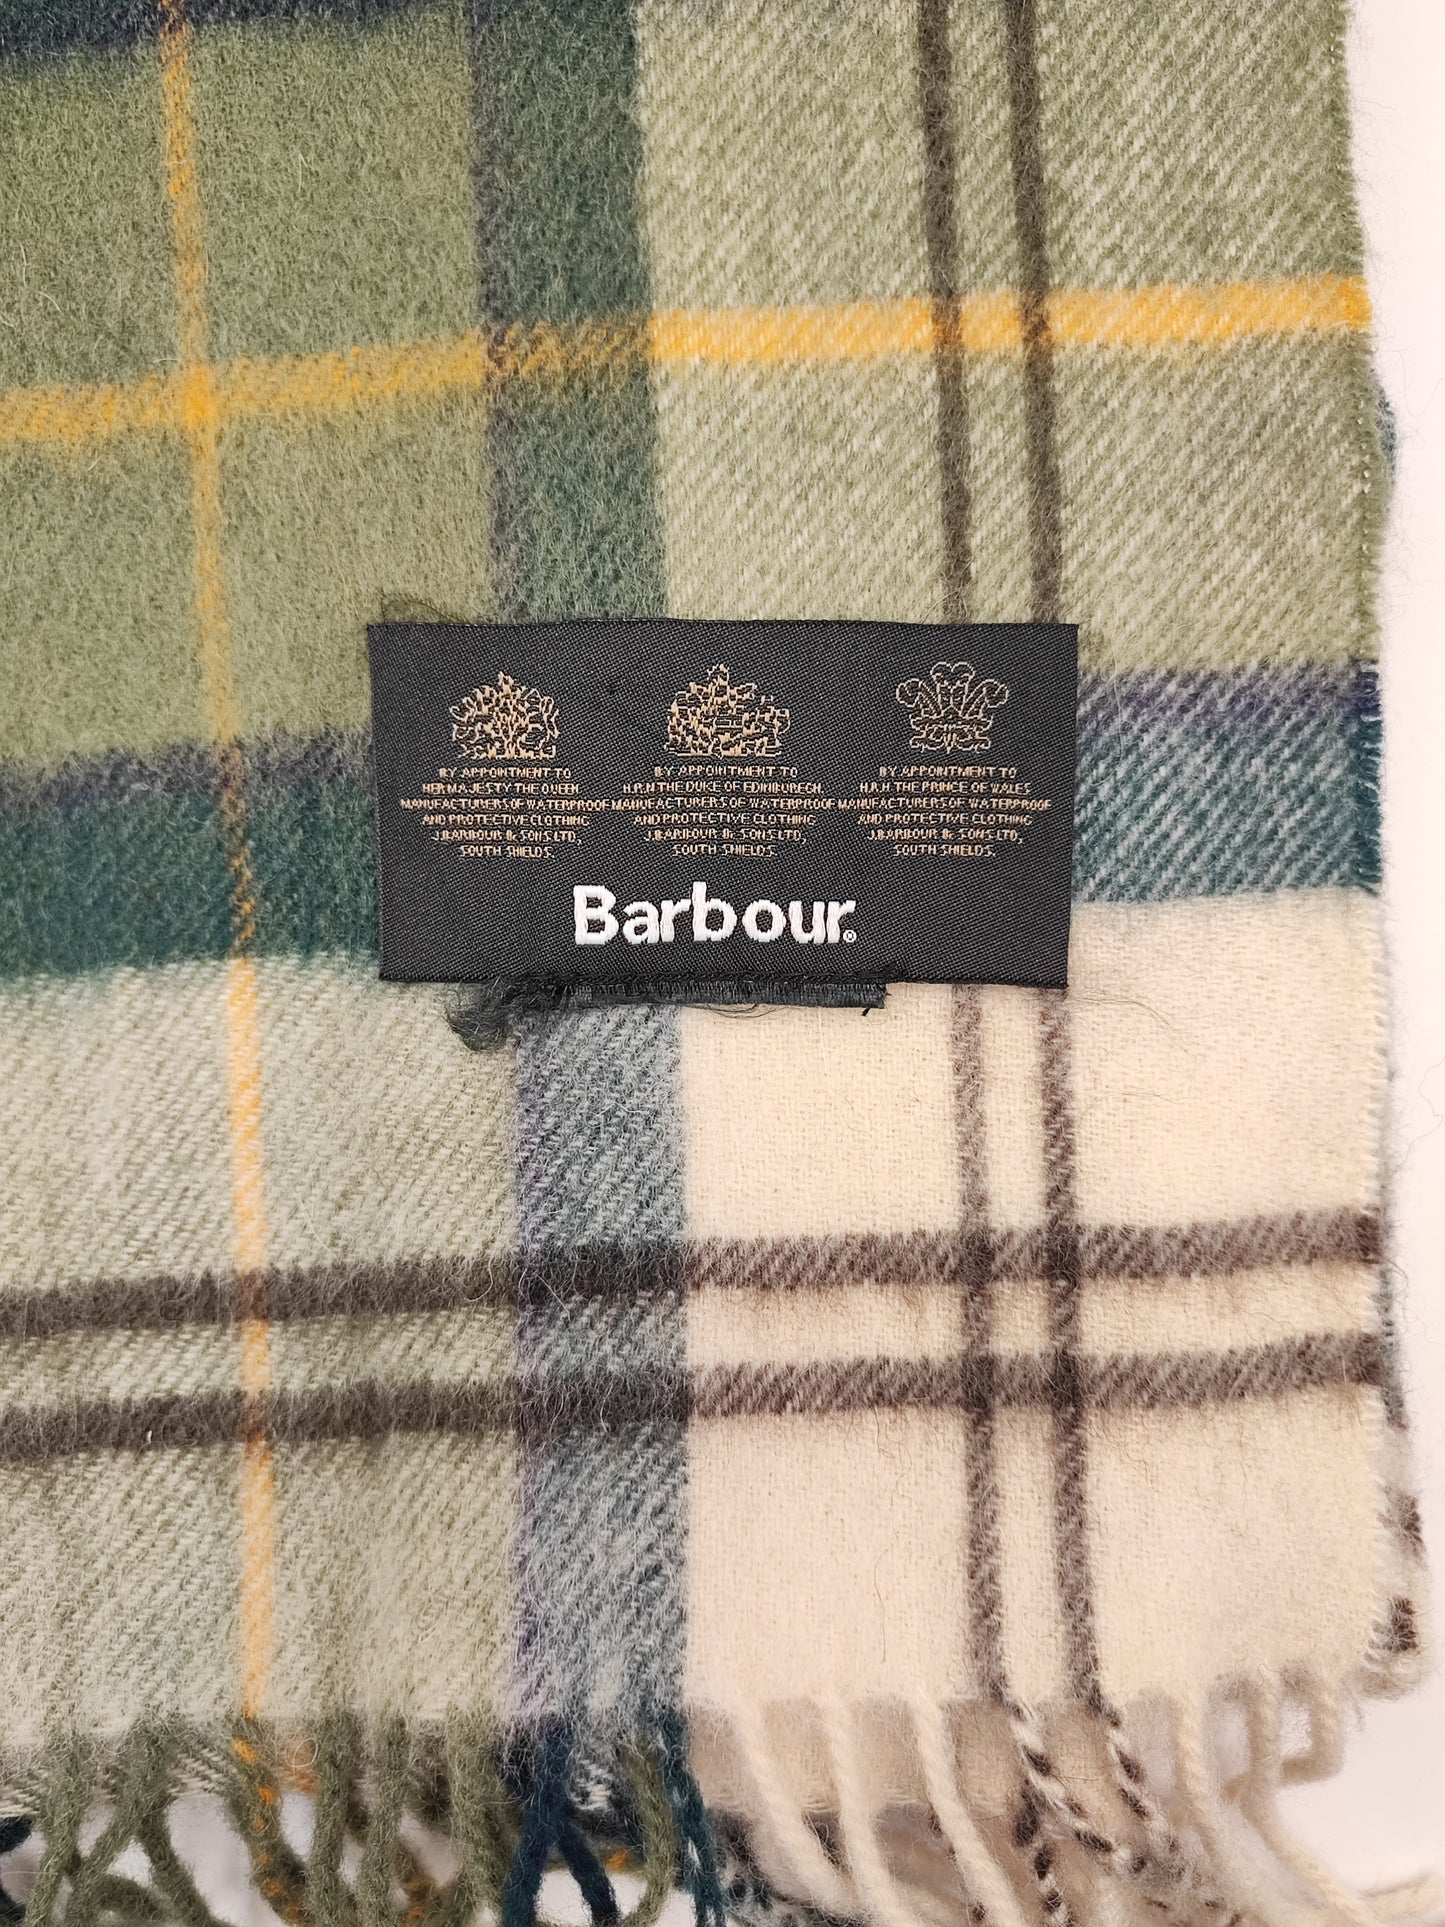 BY APPOINTMENT TO
HER MAJESTY THE QUEEN
MANUFACTURERS OF WATERPROOF
AND PROTECTIVE CLOTHING
J.BARBOUR & SONS LTD,
SOUTH SHIELDS.
BY APPOINTMENT TO
H.R.H THE DUKE OF EDINBURGH.
MANUFACTURERS OF WATERPROOF
AND PROTECTIVE CLOTHING
J.BARBOUR & SONS LTD,
SOUTH SHIELDS.
BY APPOINTMENT TO
H.R.H THE PRINCE OF WALES
MANUFACTURERS OF WATERPROOF
AND PROTECTIVE CLOTHING
J.BARBOUR & SONS LTD,
SOUTH SHIELDS.
Barbour®